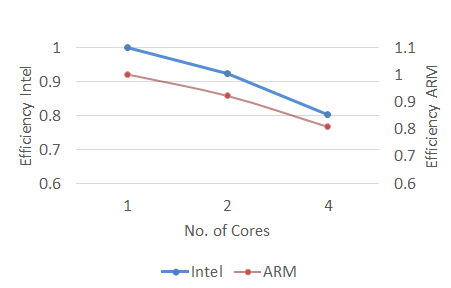 1 1.1
0.9 1
0.8 0.9
0.7 0.8
0.6 0.7
0.6
Efficiency Intel
Efficiency ARM
1 2 4
No. of Cores
Intel ARM